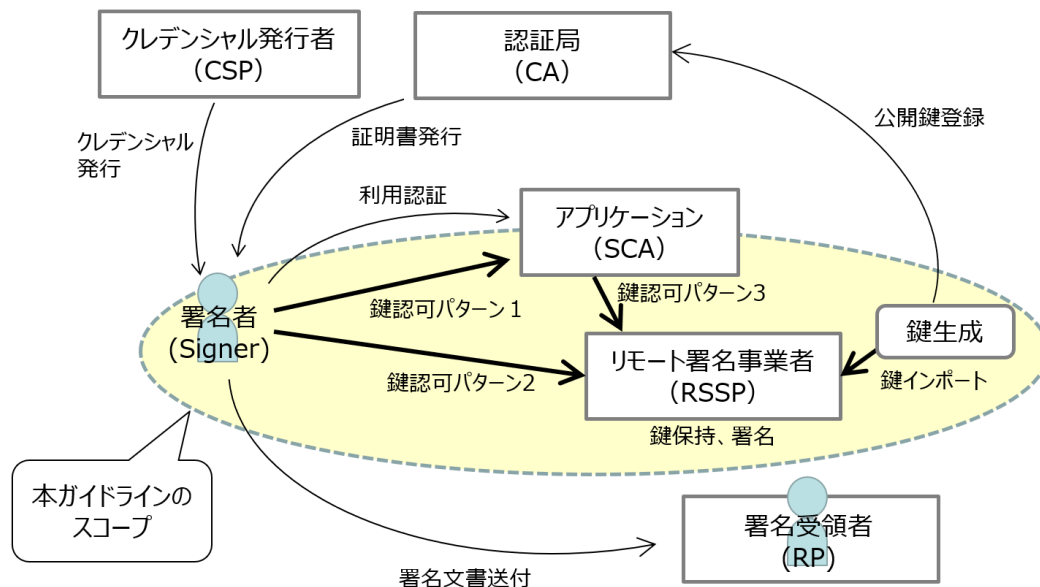 クレデンシャル発行者
（CSP）
認証局
（CA）
クレデンシャル
発行
証明書発行
公開鍵登録
利用認証
アプリケーション
(SCA)
署名者
(Signer)
鍵認可パターン１
鍵認可パターン3
鍵生成
リモート署名事業者
(RSSP)
鍵認可パターン2
鍵インポート
鍵保持、署名
本ガイドラインの
スコープ
署名受領者
(RP)
署名文書送付